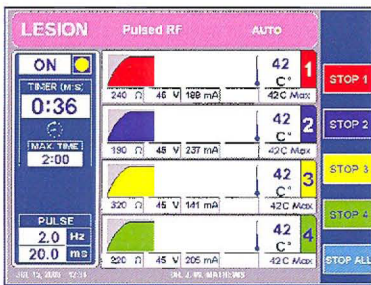 LESION Pulsed RF AUTO
ON
TIMER (M:S)
0:36
MAX. TIME
2:00
PULSE
2.0 Hz
20.0 ms
42 C° 1
240 Ω 45 V 188 mA 42C Max
42 C° 2
190 Ω 45 V 237 mA 42C Max
42 C° 3
320 Ω 45 V 141 mA 42C Max
42 C° 4
220 Ω 45 V 205 mA 42C Max
STOP 1
STOP 2
STOP 3
STOP 4
STOP ALL